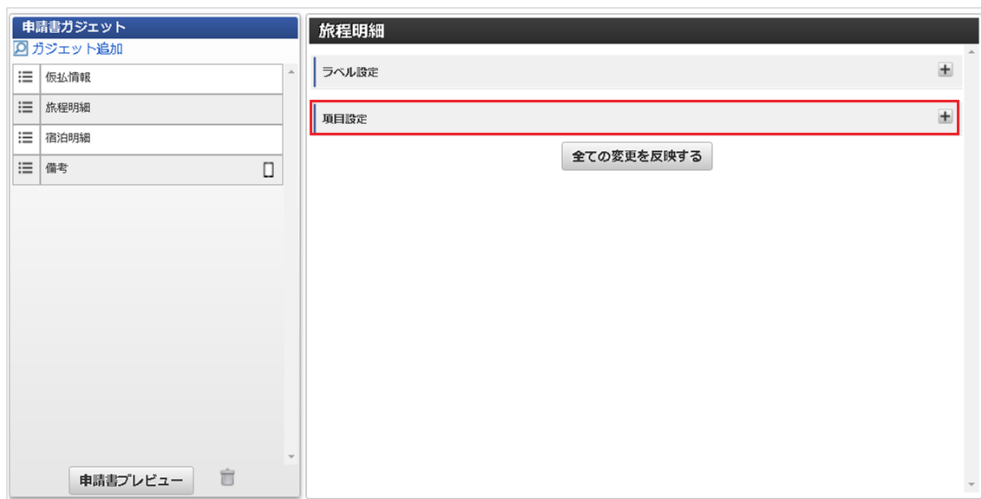 申請書ガジェット
ガジェット追加
仮払情報
旅程明細
宿泊明細
備考
申請書プレビュー
旅程明細
ラベル設定
項目設定
全ての変更を反映する